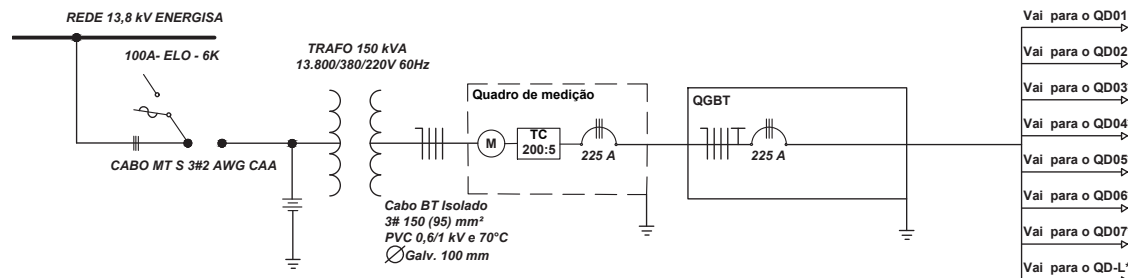 REDE 13,8 kV ENERGISA
100A- ELO - 6K
CABO MT S 3#2 AWG CAA
TRAFO 150 kVA
13.800/380/220V 60Hz
Cabo BT Isolado
3# 150 (95) mm²
PVC 0,6/1 kV e 70°C
Galv. 100 mm
Quadro de medição
M
TC
200:5
225 A
QGBT
225 A
Vai para o QD01
Vai para o QD02
Vai para o QD03
Vai para o QD04
Vai para o QD05
Vai para o QD06
Vai para o QD07
Vai para o QD-L*